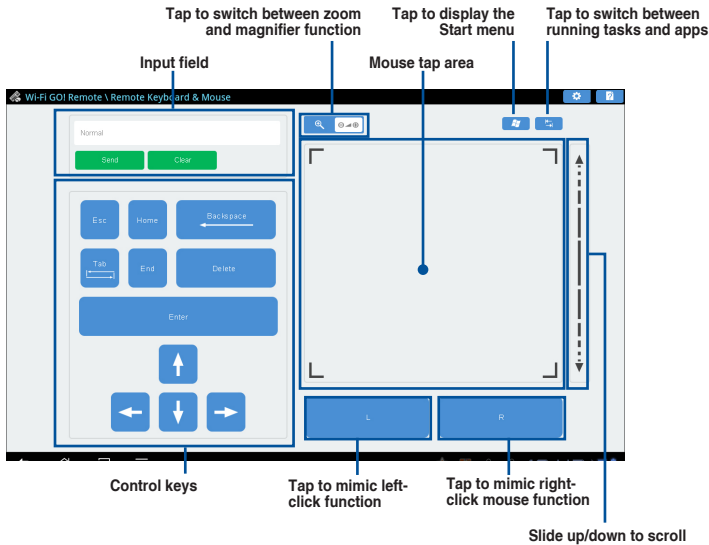 Tap to switch between zoom
and magnifier function
Tap to display the
Start menu
Tap to switch between
running tasks and apps
Input field
Mouse tap area
Wi-Fi GO! Remote \ Remote Keyboard & Mouse
Normal
Send
Clear
Esc
Home
Backspace
Tab
End
Delete
Enter
L
R
Control keys
Tap to mimic left-
click function
Tap to mimic right-
click mouse function
Slide up/down to scroll